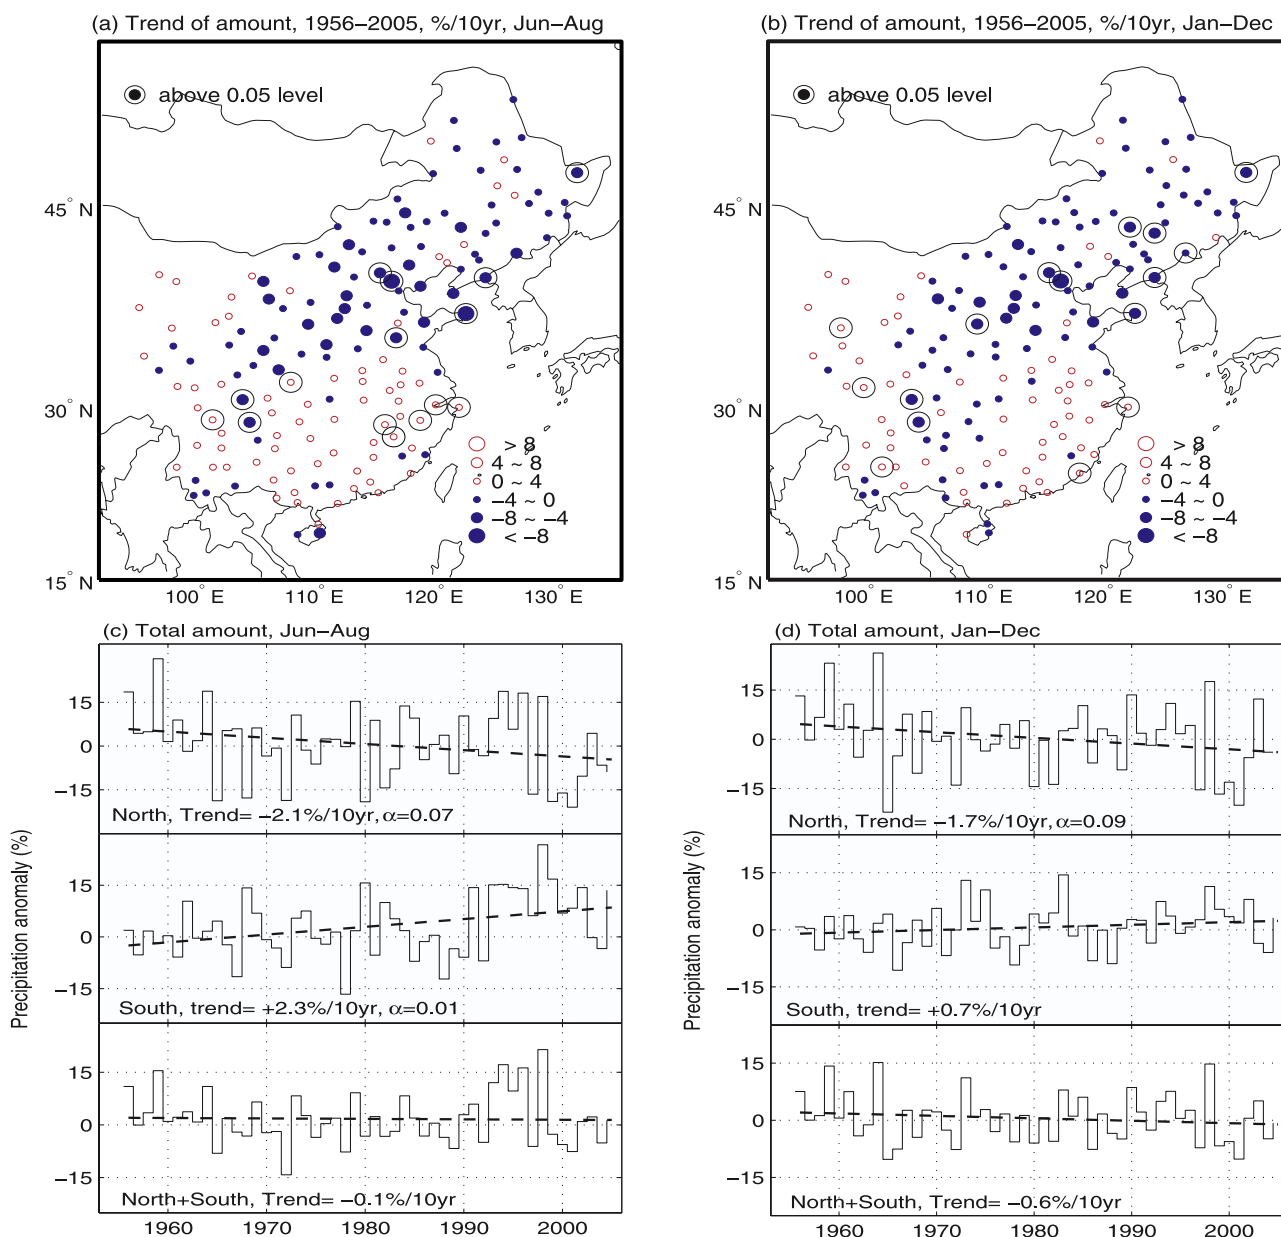 (a) Trend of amount, 1956−2005, %/10yr, Jun−Aug
above 0.05 level
45° N
30° N
15° N
> 8
4 ~ 8
0 ~ 4
−4 ~ 0
−8 ~ −4
< −8
100° E 110° E 120° E 130° E
(b) Trend of amount, 1956−2005, %/10yr, Jan−Dec
above 0.05 level
45° N
30° N
15° N
> 8
4 ~ 8
0 ~ 4
−4 ~ 0
−8 ~ −4
< −8
100° E 110° E 120° E 130° E
(c) Total amount, Jun−Aug
Precipitation anomaly (%)
15
0
−15
North, Trend= −2.1%/10yr, α=0.07
15
0
−15
South, trend= +2.3%/10yr, α=0.01
15
0
−15
North+South, Trend= −0.1%/10yr
1960 1970 1980 1990 2000
(d) Total amount, Jan−Dec
Precipitation anomaly (%)
15
0
−15
North, Trend= −1.7%/10yr, α=0.09
15
0
−15
South, trend= +0.7%/10yr
15
0
−15
North+South, Trend= −0.6%/10yr
1960 1970 1980 1990 2000